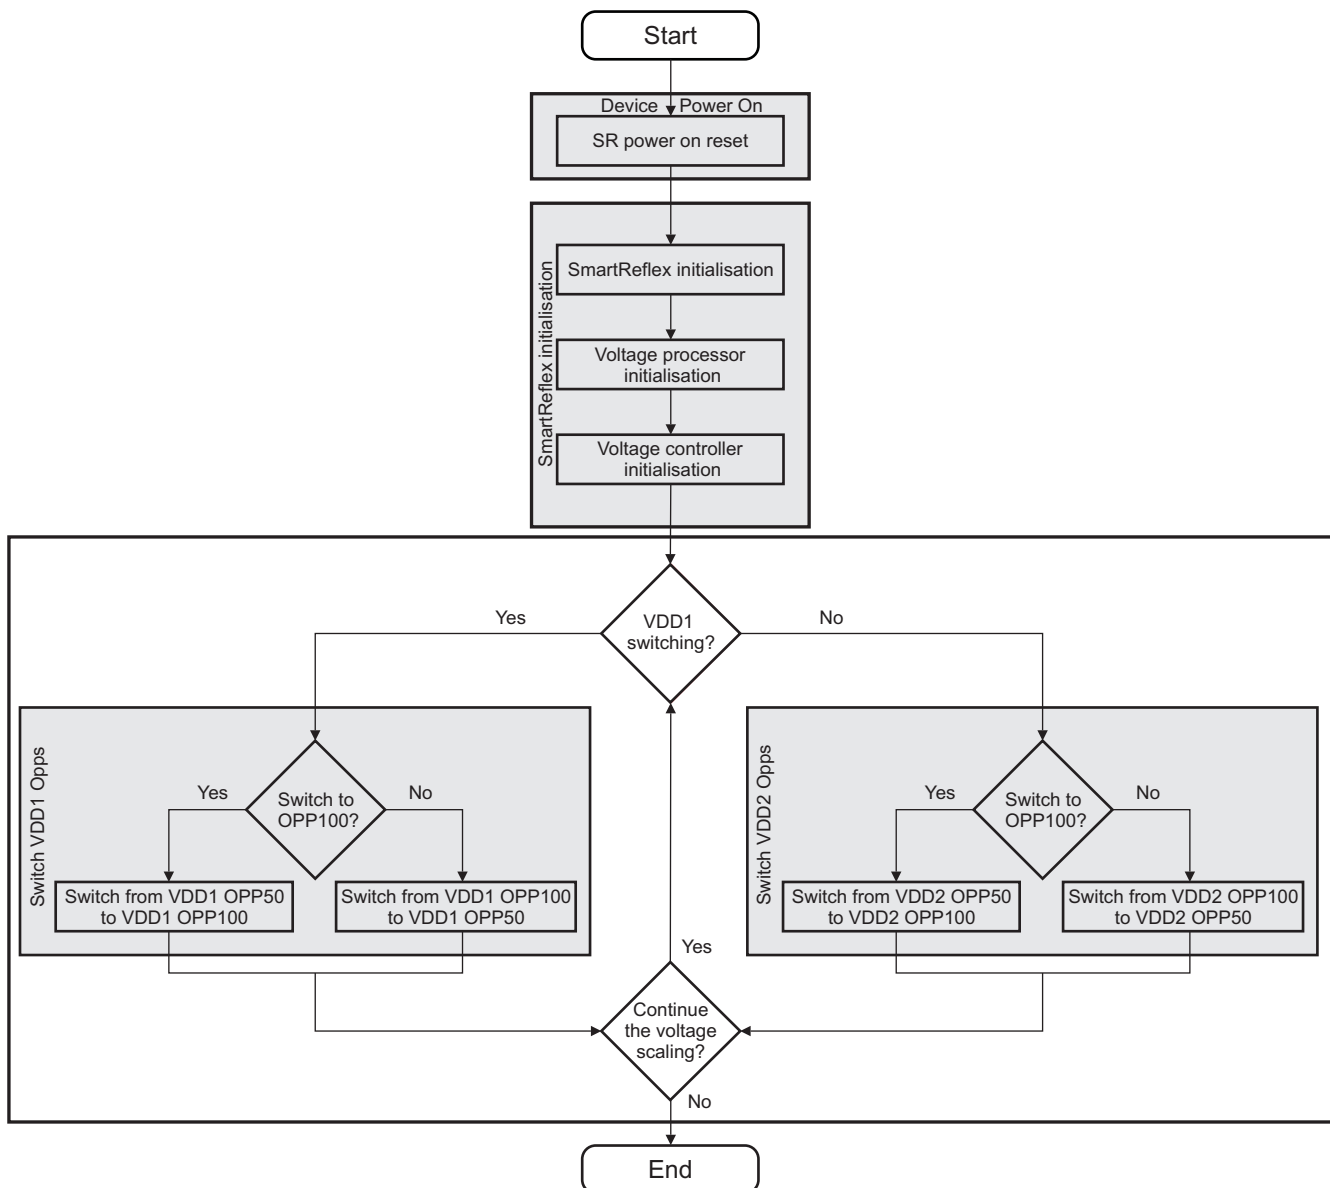 Start
Device Power On
SR power on reset
SmartReflex initialisation
SmartReflex initialisation
Voltage processor
initialisation
Voltage controller
initialisation
VDD1
switching?
Yes
No
Switch VDD1 Opps
Switch to
OPP100?
Yes
No
Switch from VDD1 OPP50
to VDD1 OPP100
Switch from VDD1 OPP100
to VDD1 OPP50
Switch VDD2 Opps
Switch to
OPP100?
Yes
No
Switch from VDD2 OPP50
to VDD2 OPP100
Switch from VDD2 OPP100
to VDD2 OPP50
Yes
Continue
the voltage
scaling?
No
End